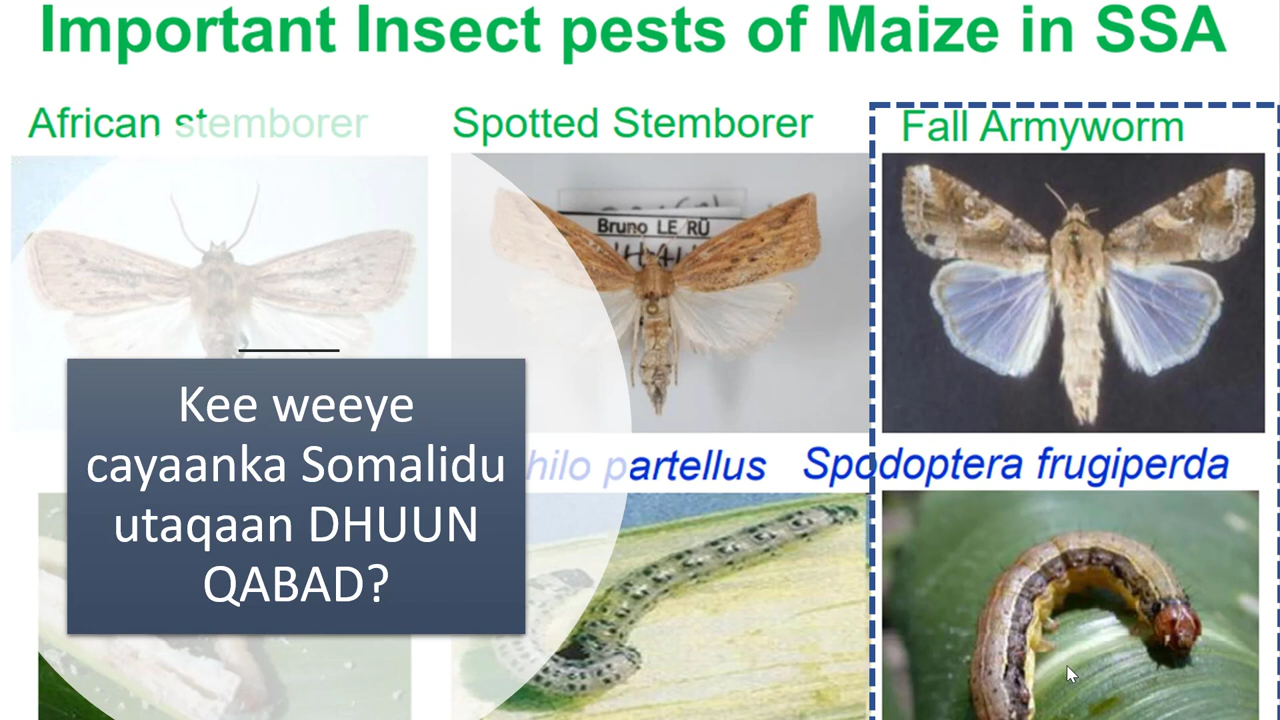 Important Insect pests of Maize in SSA
African stemborer
Spotted Stemborer
Fall Armyworm
Bruno LE RÜ
hilo partellus
Spodoptera frugiperda
Kee weeye
cayaanka Somalidu
utaqaan DHUUN
QABAD?